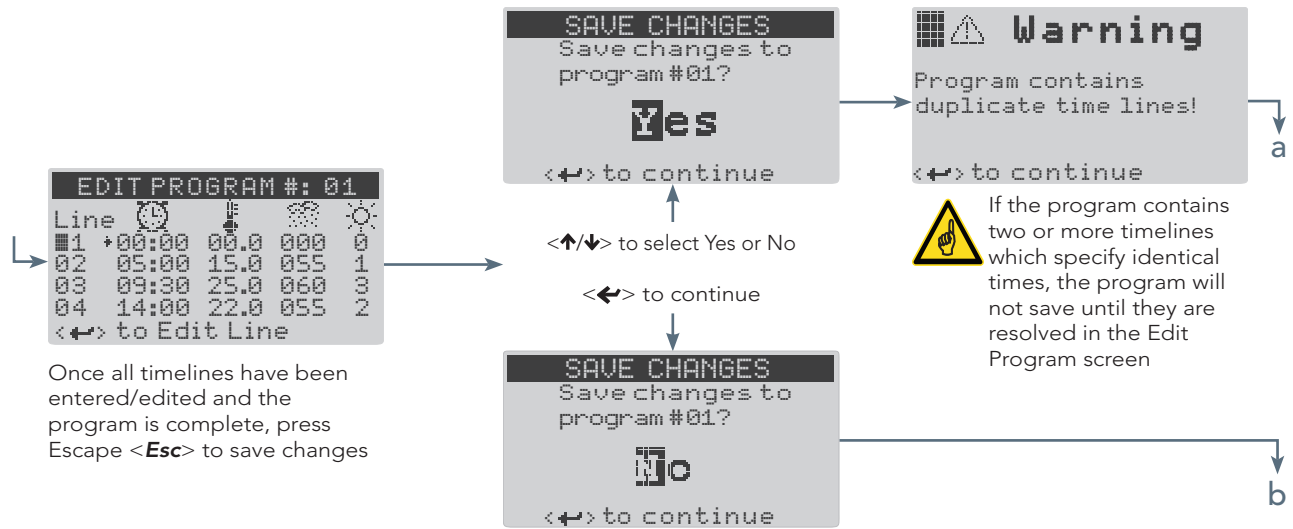 EDIT PROGRAM #: 01
Line
1 00:00 00.0 000 0
02 05:00 15.0 055 1
03 09:30 25.0 060 3
04 14:00 22.0 055 2
<↵> to Edit Line
Once all timelines have been
entered/edited and the
program is complete, press
Escape <Esc> to save changes
SAVE CHANGES
Save changes to
program #01?
Yes
<↵> to continue
<↑/↓> to select Yes or No
<↵> to continue
SAVE CHANGES
Save changes to
program #01?
No
<↵> to continue
Warning
Program contains
duplicate time lines!
<↵> to continue
If the program contains
two or more timelines
which specify identical
times, the program will
not save until they are
resolved in the Edit
Program screen
a
b